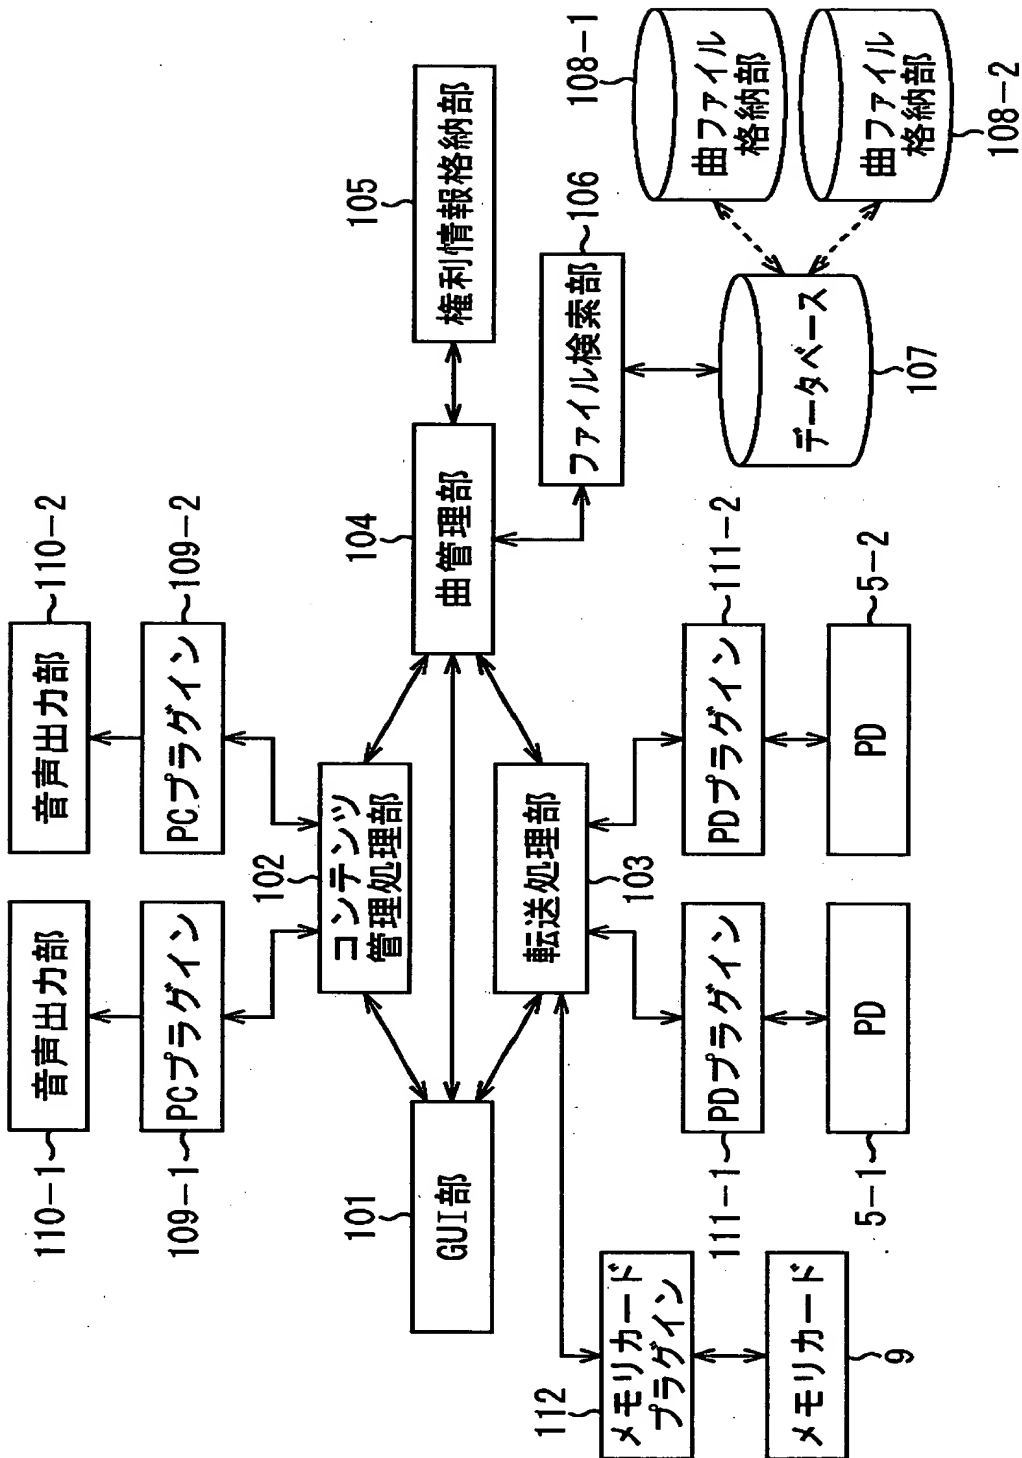 110-1
音声出力部
音声出力部
110-2
109-1
PCプラグイン
PCプラグイン
109-2
101
GUI部
102
コンテンツ
管理処理部
104
曲管理部
105
権利情報格納部
転送処理部
103
ファイル検索部
106
108-1
曲ファイル
格納部
曲ファイル
格納部
108-2
データベース
107
112
メモリカード
プラグイン
メモリカード
9
111-1
PDプラグイン
PDプラグイン
111-2
5-1
PD
PD
5-2